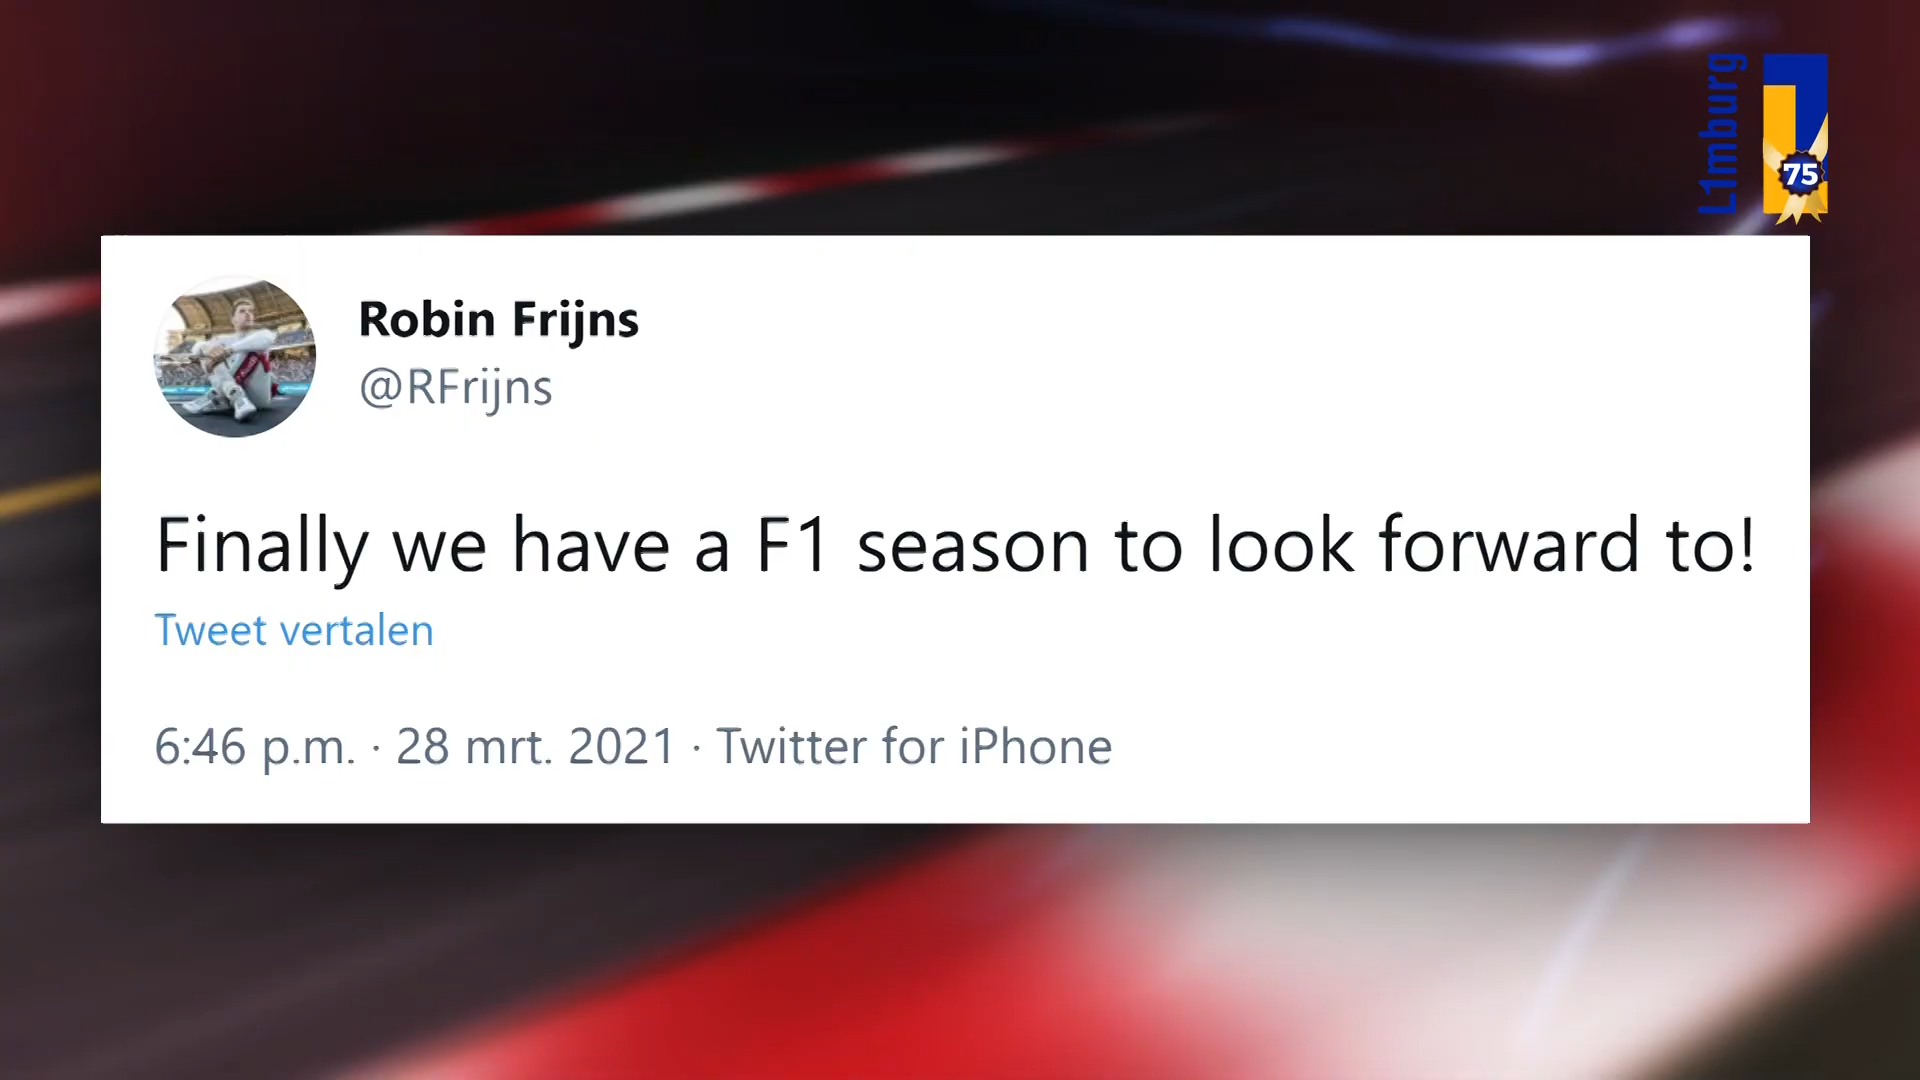 L1mburg
75
Robin Frijns
@RFrijns
Finally we have a F1 season to look forward to!
Tweet vertalen
6:46 p.m. · 28 mrt. 2021 · Twitter for iPhone